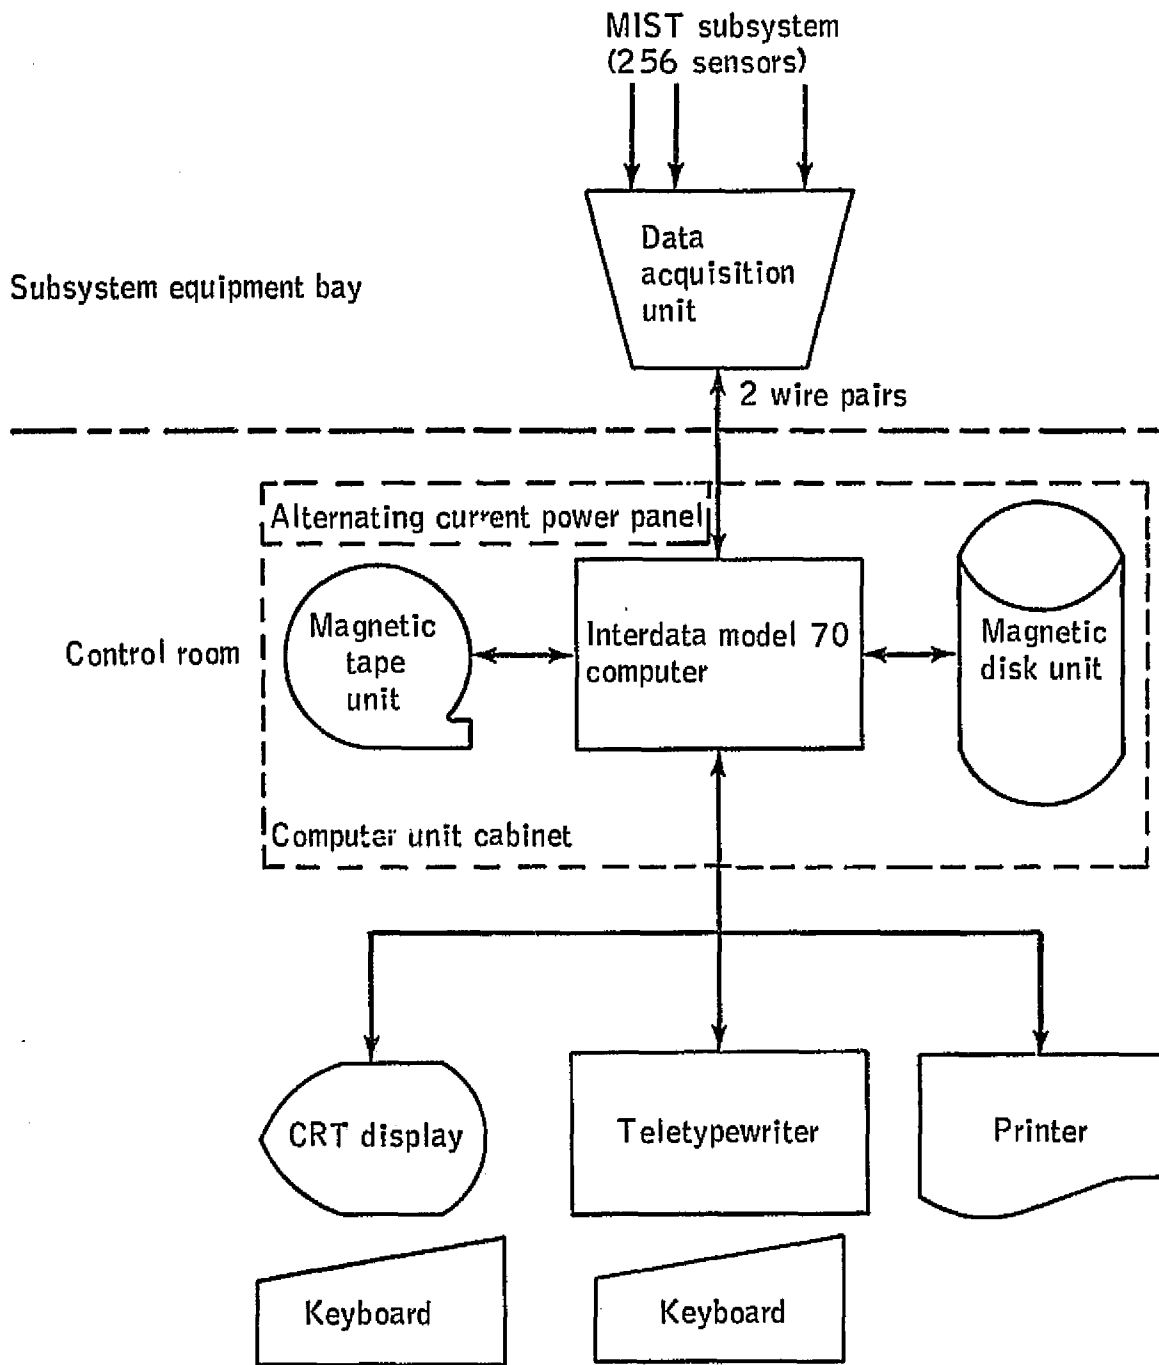 MIST subsystem
(256 sensors)
Data
acquisition
unit
Subsystem equipment bay
2 wire pairs
Alternating current power panel
Control room
Magnetic
tape
unit
Interdata model 70
computer
Magnetic
disk unit
Computer unit cabinet
CRT display
Teletypewriter
Printer
Keyboard
Keyboard